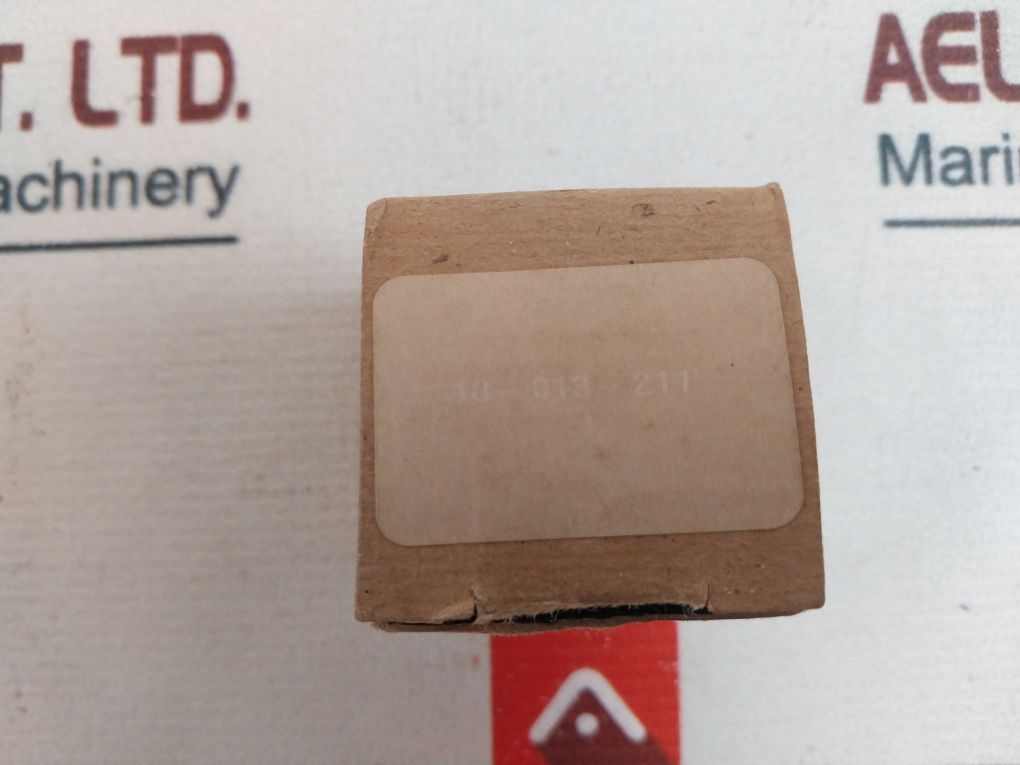 T. LTD.
achinery
AEL
Mari
13-013-211